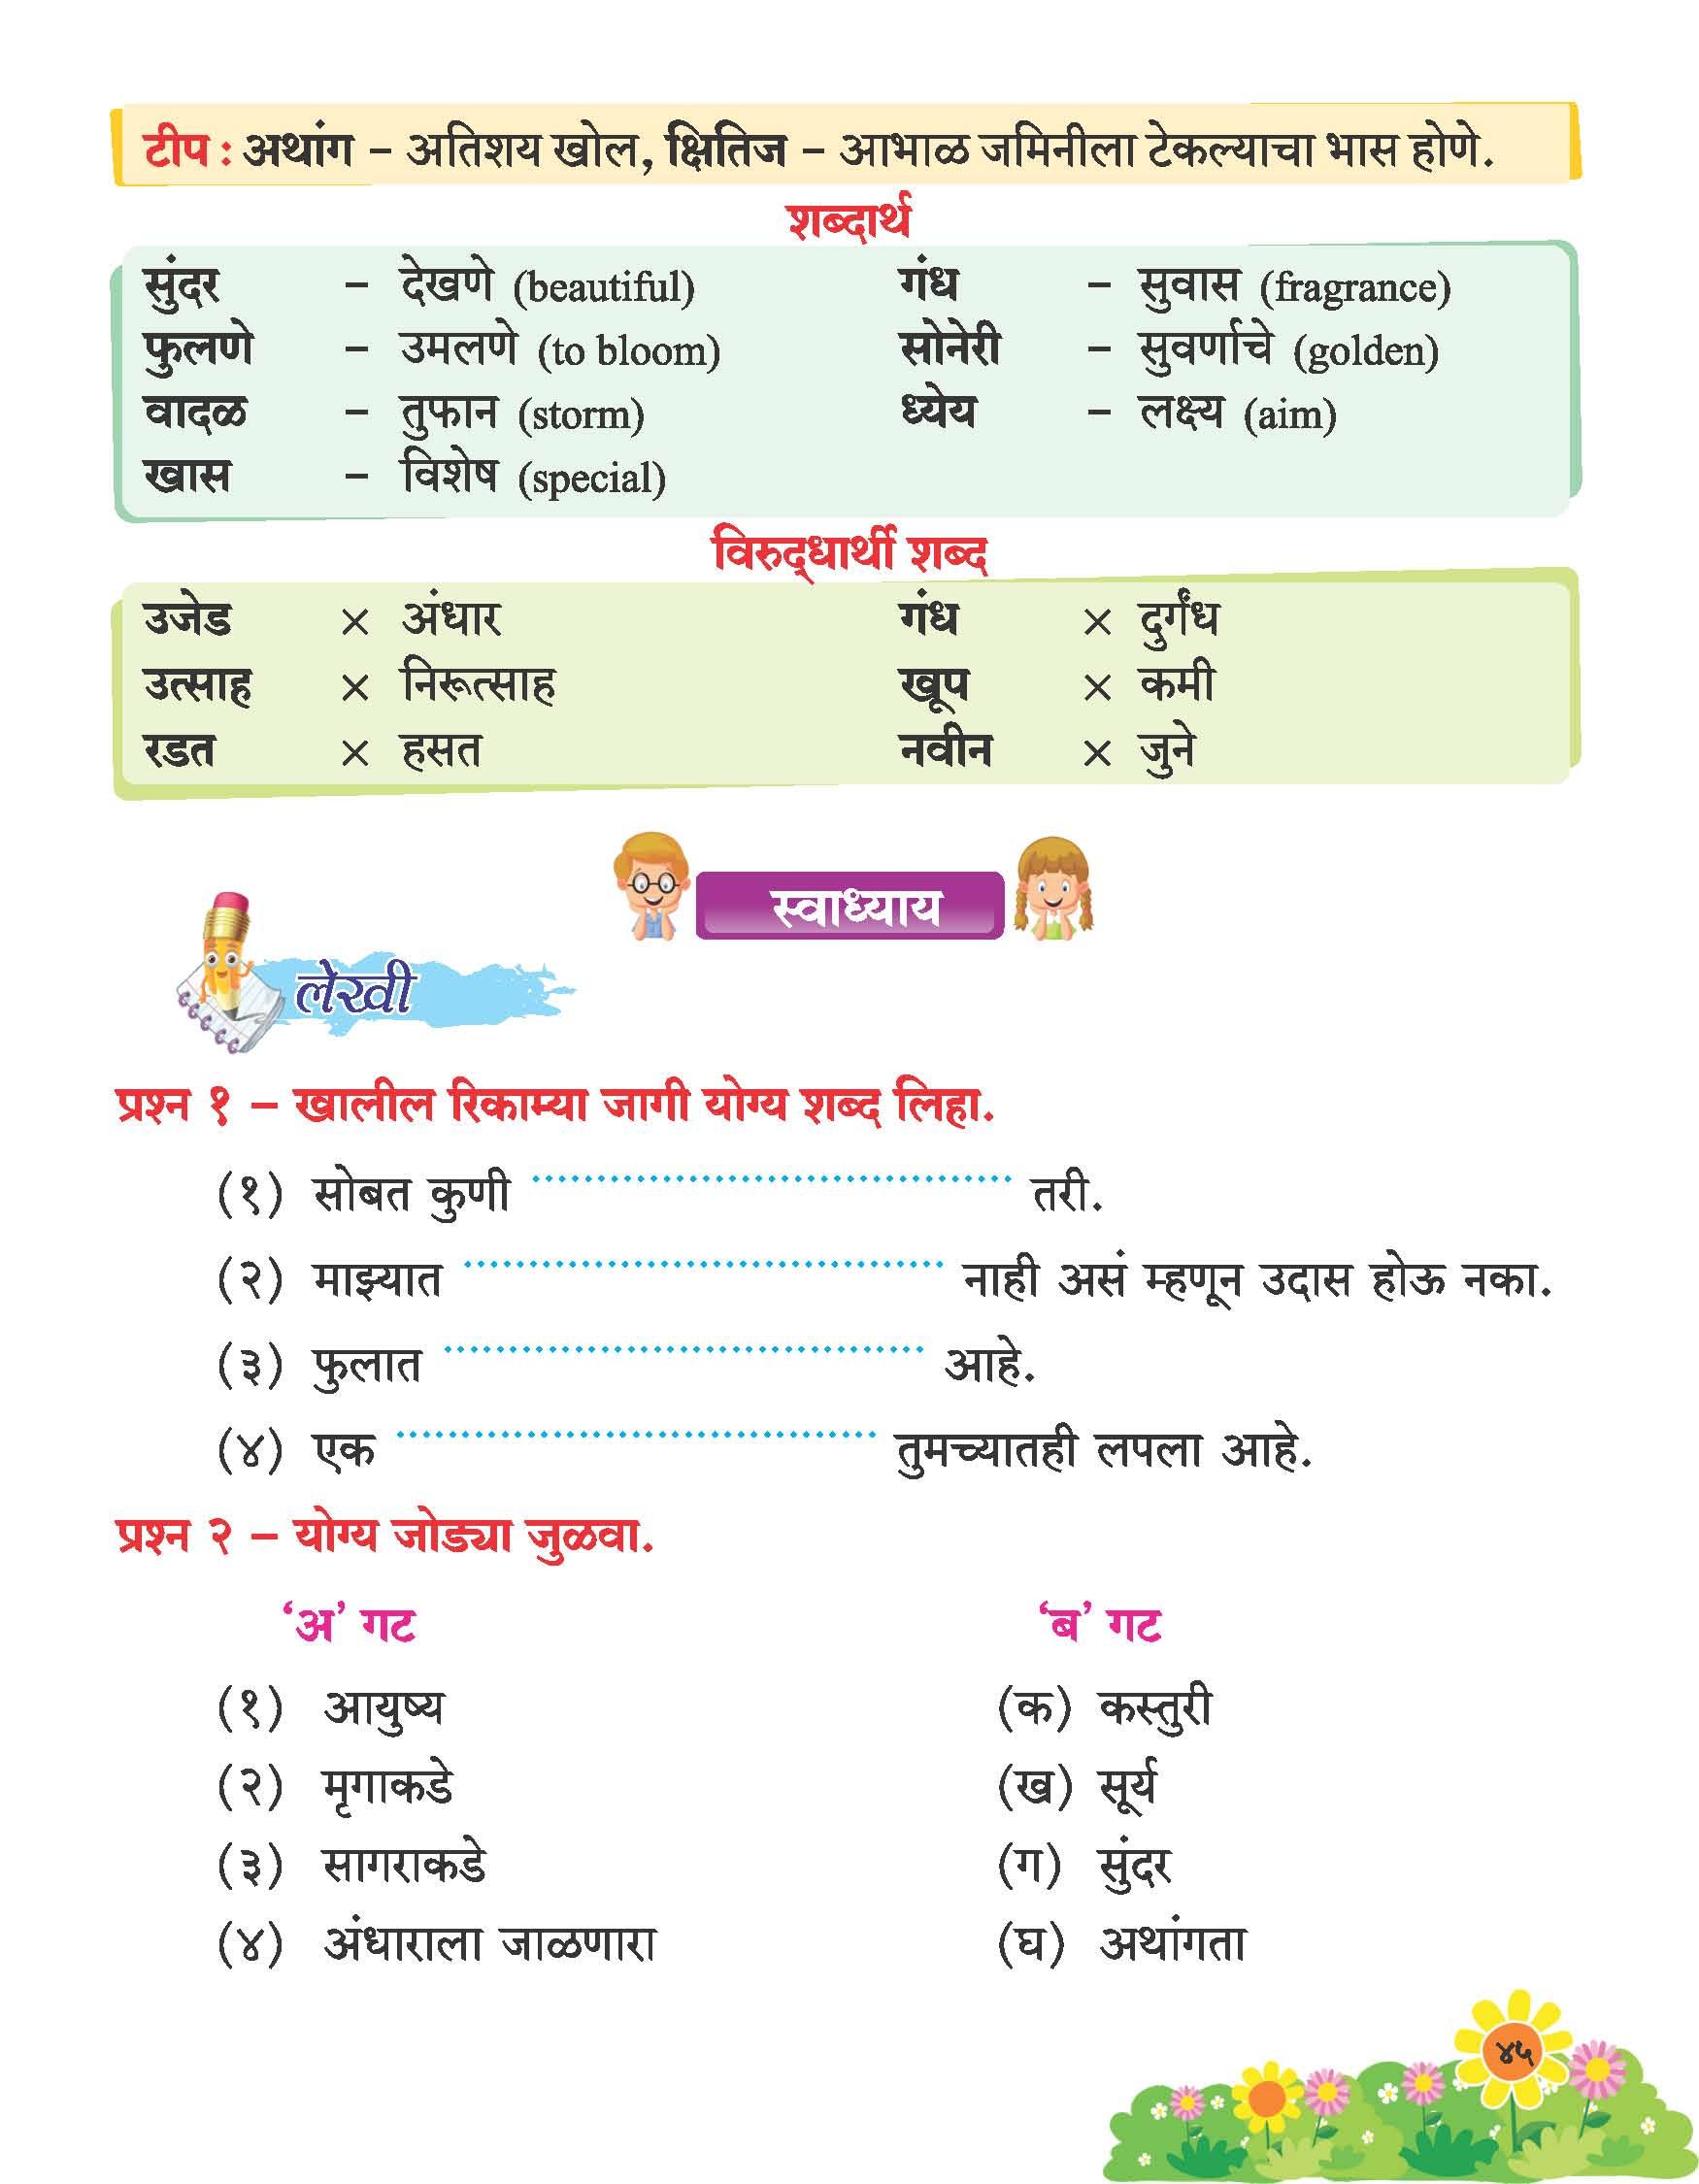 टीप : अथांग – अतिशय खोल, क्षितिज – आभाळ जमिनीला टेकल्याचा भास होणे.
शब्दार्थ
सुंदर – देखणे (beautiful) गंध – सुवास (fragrance)
फुलणे – उमलणे (to bloom) सोनेरी – सुवर्णाचे (golden)
वादळ – तुफान (storm) ध्येय – लक्ष्य (aim)
खास – विशेष (special)
विरुद्धार्थी शब्द
उजेड × अंधार गंध × दुर्गंध
उत्साह × निरूत्साह खूप × कमी
रडत × हसत नवीन × जुने
स्वाध्याय
लेखी
प्रश्न १ – खालील रिकाम्या जागी योग्य शब्द लिहा.
(१) सोबत कुणी ..................................... तरी.
(२) माझ्यात ..................................... नाही असं म्हणून उदास होऊ नका.
(३) फुलात ..................................... आहे.
(४) एक ..................................... तुमच्यातही लपला आहे.
प्रश्न २ – योग्य जोड्या जुळवा.
‘अ’ गट ‘ब’ गट
(१) आयुष्य (क) कस्तुरी
(२) मृगाकडे (ख) सूर्य
(३) सागराकडे (ग) सुंदर
(४) अंधाराला जाळणारा (घ) अथांगता
४५